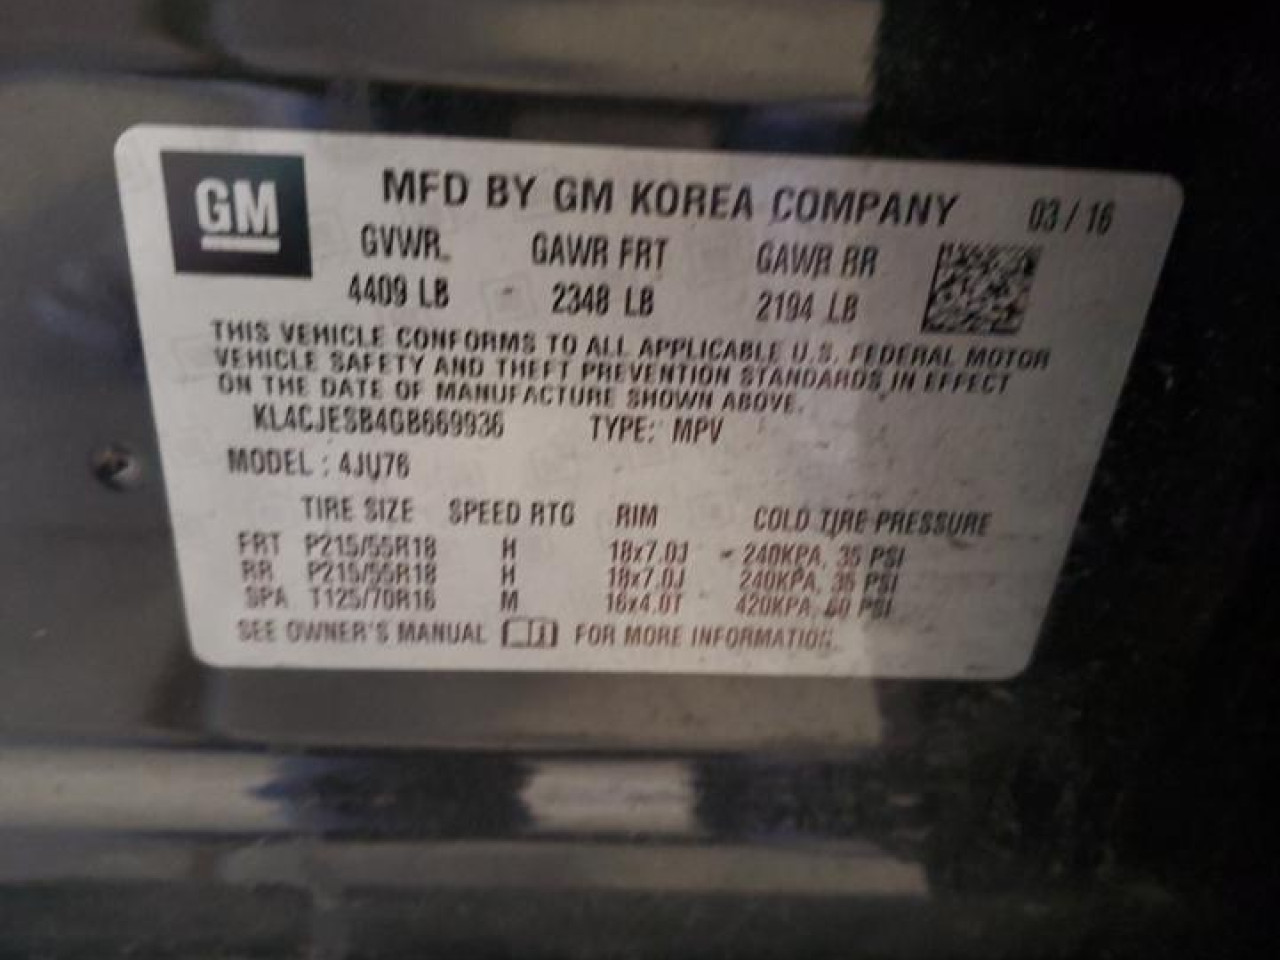 GM
MFD BY GM KOREA COMPANY 03/16
GVWR GAWR FRT GAWR RR
4409 LB 2348 LB 2194 LB
THIS VEHICLE CONFORMS TO ALL APPLICABLE U.S. FEDERAL MOTOR
VEHICLE SAFETY AND THEFT PREVENTION STANDARDS IN EFFECT
ON THE DATE OF MANUFACTURE SHOWN ABOVE.
KL4CJESB4GB669936 TYPE: MPV
MODEL : 4JU76
TIRE SIZE SPEED RTG RIM COLD TIRE PRESSURE
FRT P215/55R18 H 18x7.0J 240KPA, 35 PSI
RR P215/55R18 H 18x7.0J 240KPA, 35 PSI
SPA T125/70R16 M 16x4.0T 420KPA, 60 PSI
SEE OWNER'S MANUAL FOR MORE INFORMATION.